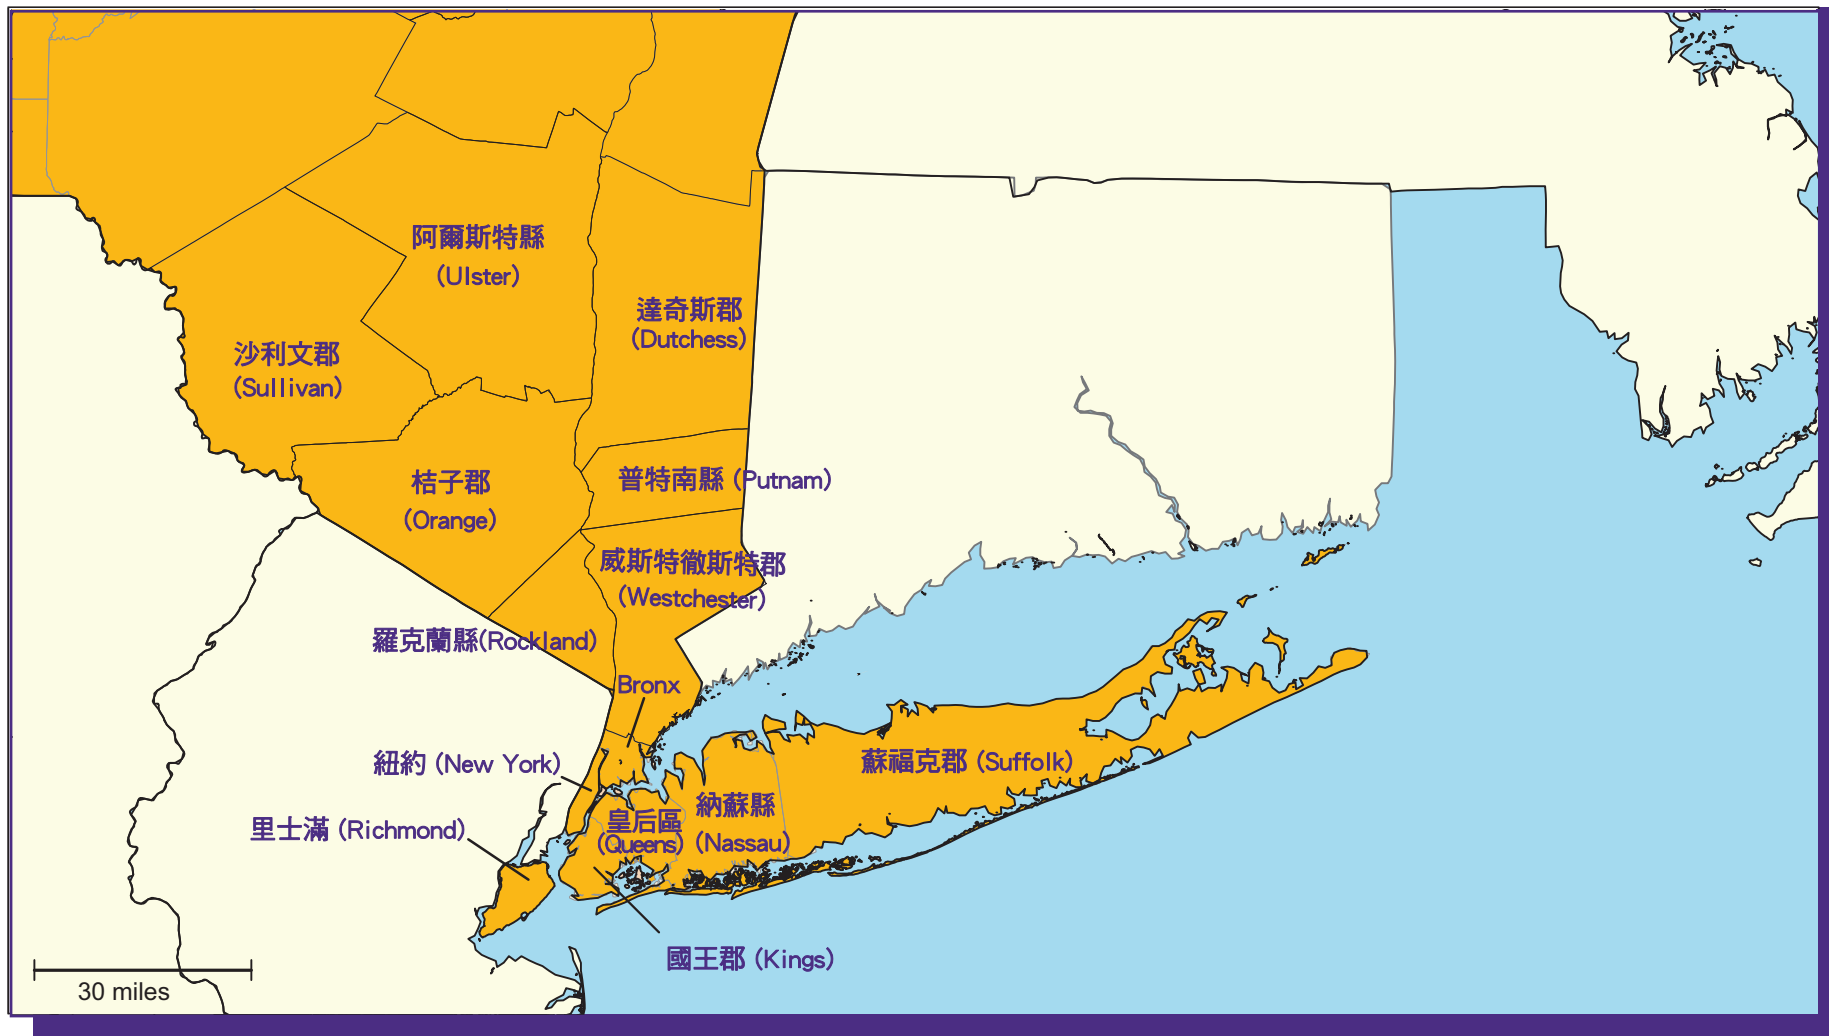 阿爾斯特縣
(Ulster)
達奇斯郡
(Dutchess)
沙利文郡
(Sullivan)
桔子郡
(Orange)
普特南縣 (Putnam)
威斯特徹斯特郡
(Westchester)
羅克蘭縣(Rockland)
Bronx
紐約 (New York)
蘇福克郡 (Suffolk)
納蘇縣
(Nassau)
皇后區
(Queens)
里士滿 (Richmond)
國王郡 (Kings)
30 miles